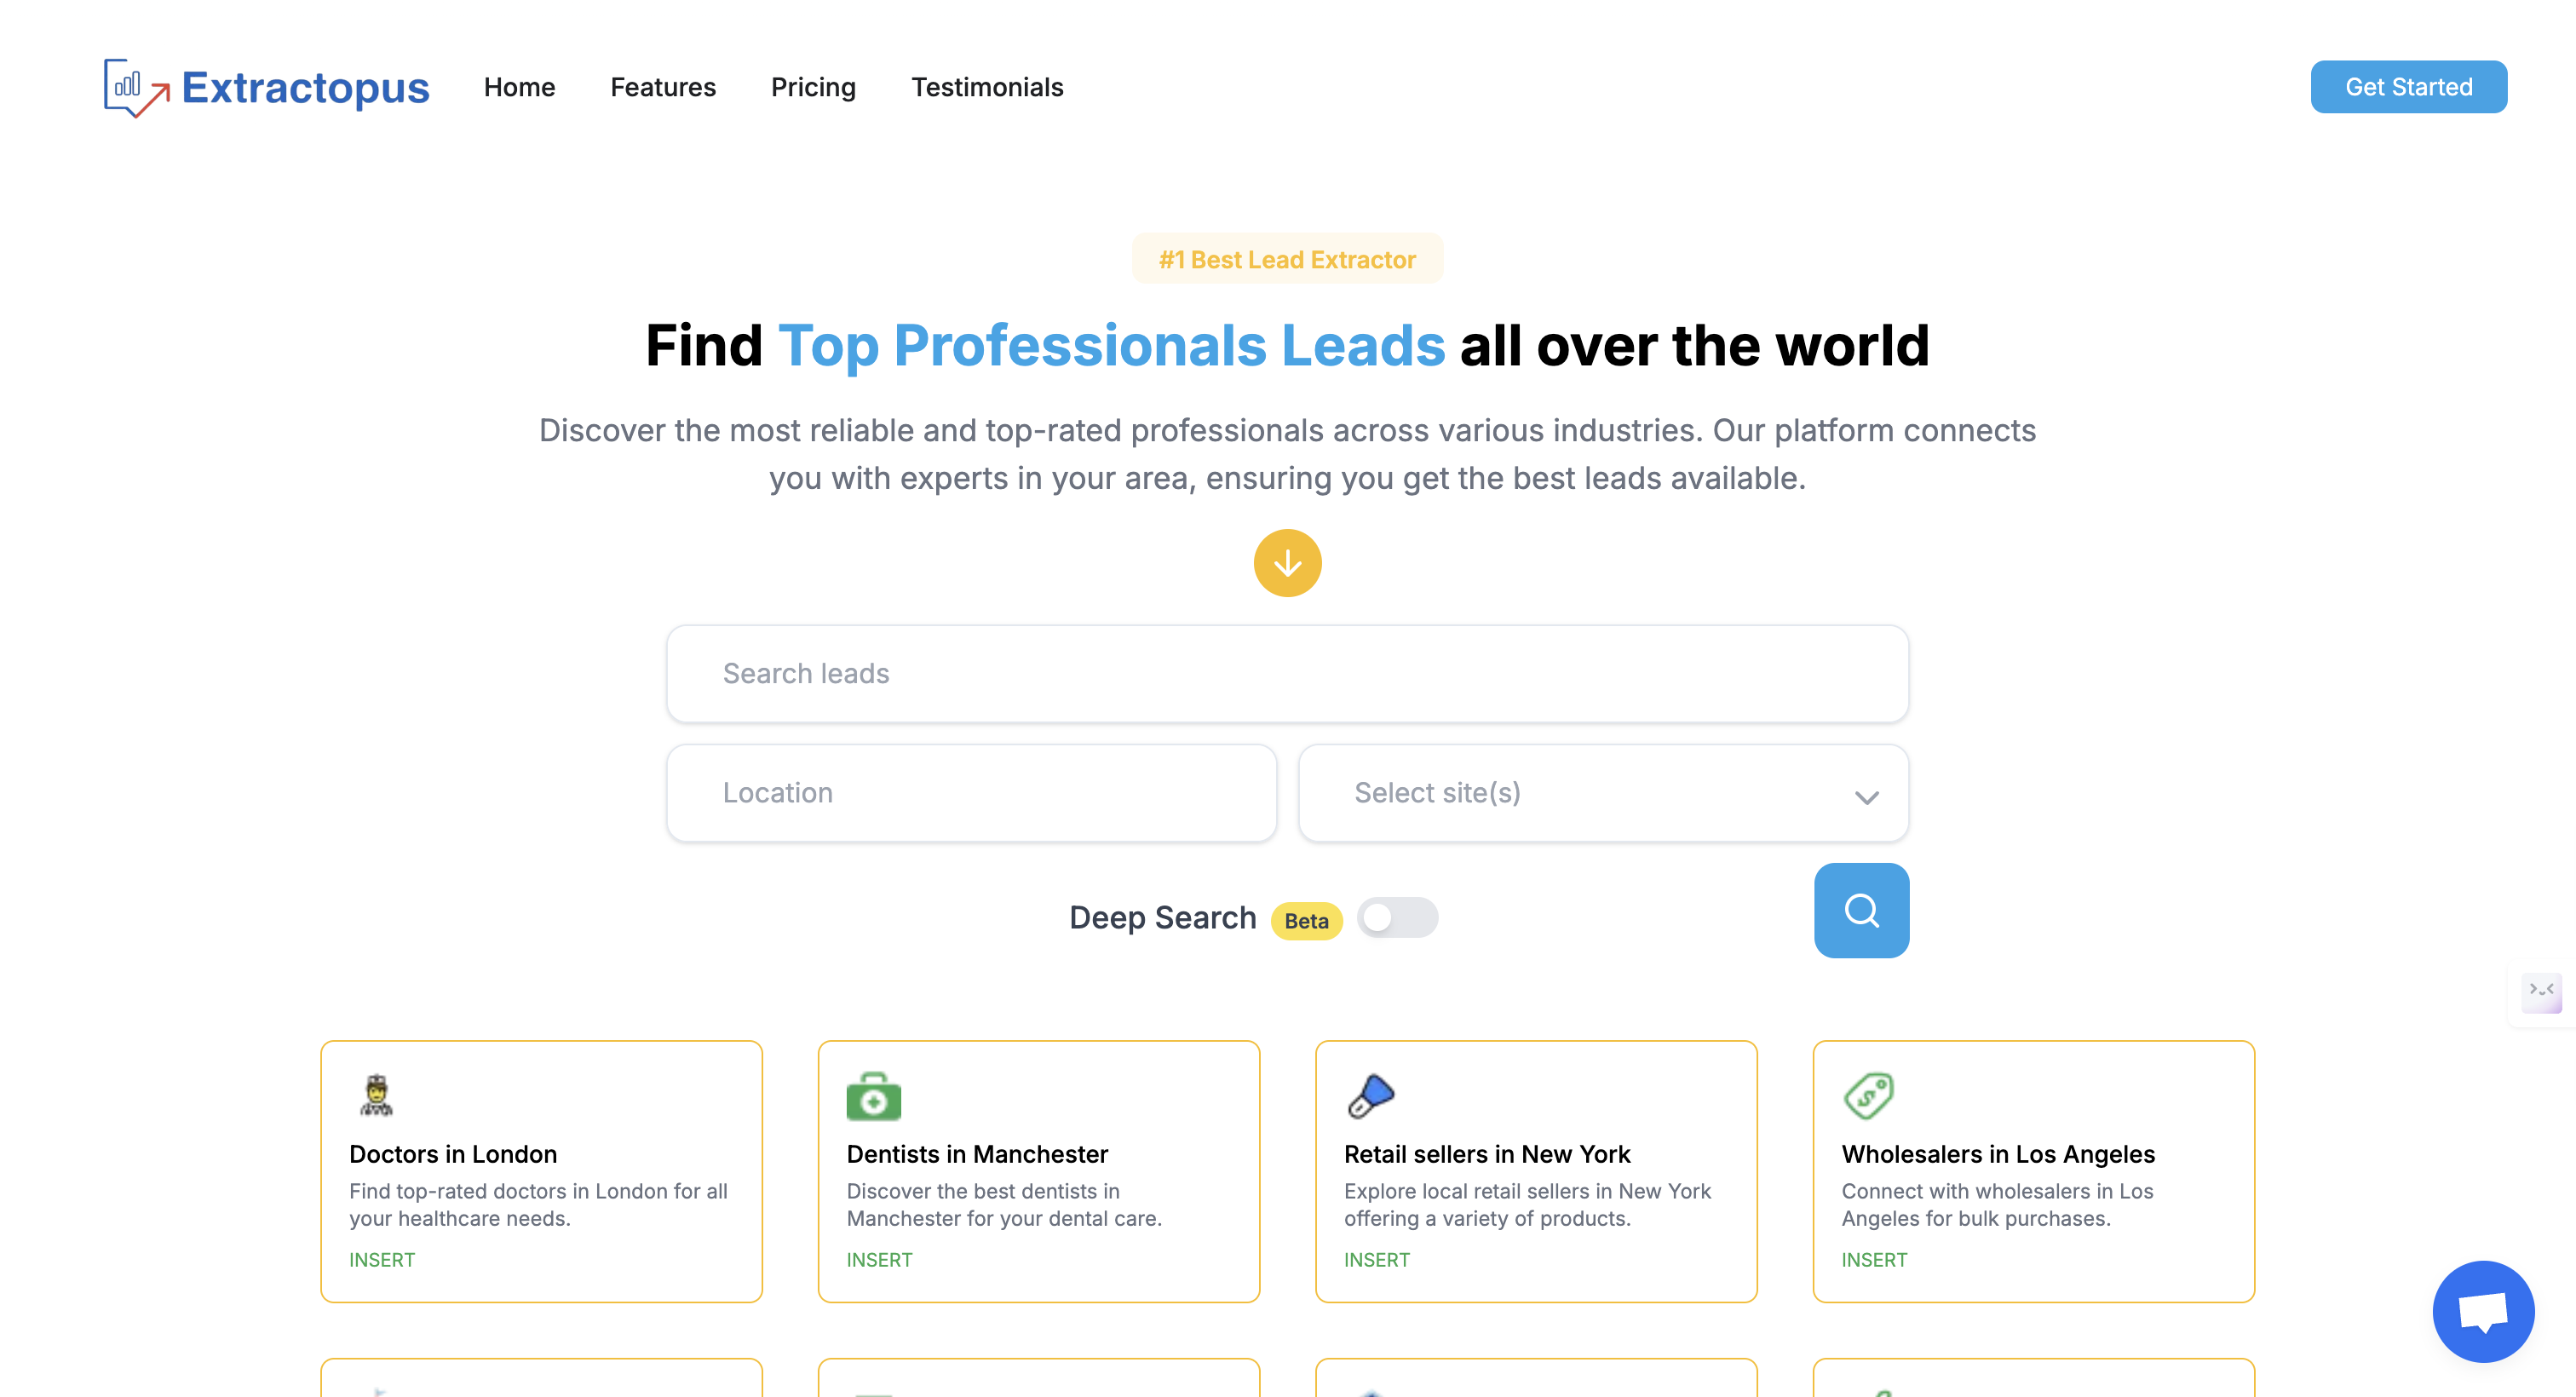 Extractopus
Home
Features
Pricing
Testimonials
Get Started
#1 Best Lead Extractor
Find Top Professionals Leads all over the world
Discover the most reliable and top-rated professionals across various industries. Our platform connects
you with experts in your area, ensuring you get the best leads available.
Search leads
Location
Select site(s)
Deep Search
Beta
Doctors in London
Find top-rated doctors in London for all
your healthcare needs.
INSERT
Dentists in Manchester
Discover the best dentists in
Manchester for your dental care.
INSERT
Retail sellers in New York
Explore local retail sellers in New York
offering a variety of products.
INSERT
Wholesalers in Los Angeles
Connect with wholesalers in Los
Angeles for bulk purchases.
INSERT